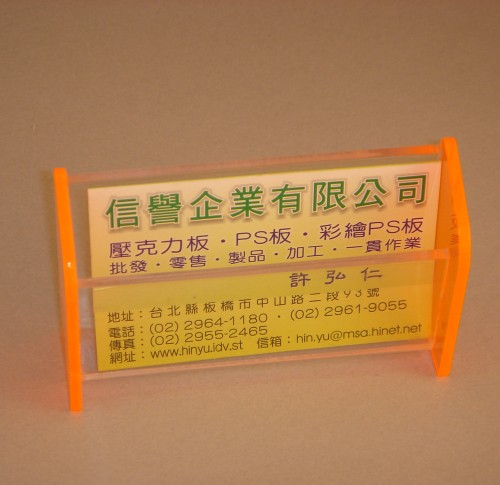 信譽企業有限公司
壓克力板・PS板・彩繪PS板
批發・零售・製品・加工・一貫作業
許弘仁
地址：台北縣板橋市中山路二段93號
電話：(02) 2964-1180・(02) 2961-9055
傳真：(02) 2955-2465　信箱：hin.yu@msa.hinet.net
網址：www.hinyu.idv.st